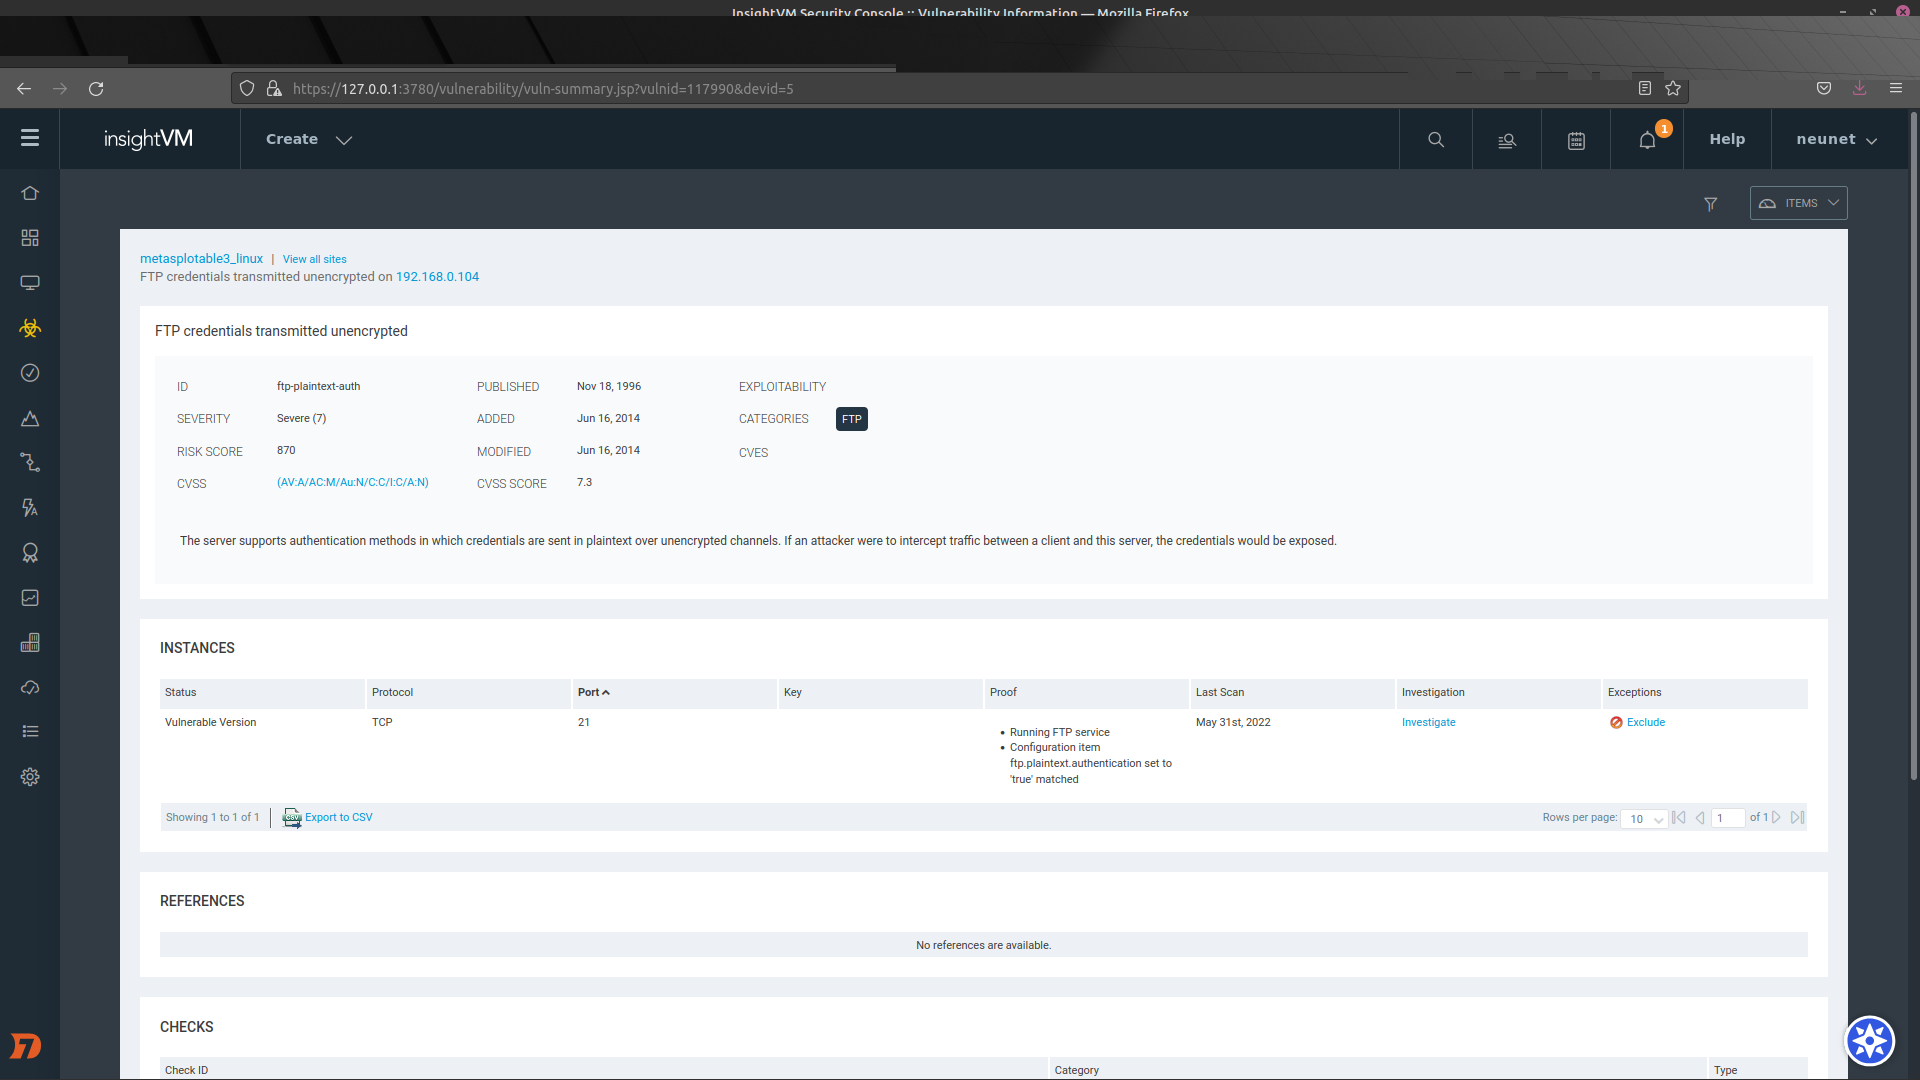 InsightVM Security Console :: Vulnerability Information — Mozilla Firefox
https://127.0.0.1:3780/vulnerability/vuln-summary.jsp?vulnid=117990&devid=5
insightVM
Create
1
Help
neunet
ITEMS
metasplotable3_linux | View all sites
FTP credentials transmitted unencrypted on 192.168.0.104
FTP credentials transmitted unencrypted
ID ftp-plaintext-auth PUBLISHED Nov 18, 1996 EXPLOITABILITY
SEVERITY Severe (7) ADDED Jun 16, 2014 CATEGORIES FTP
RISK SCORE 870 MODIFIED Jun 16, 2014 CVES
CVSS (AV:A/AC:M/Au:N/C:C/I:C/A:N) CVSS SCORE 7.3
The server supports authentication methods in which credentials are sent in plaintext over unencrypted channels. If an attacker were to intercept traffic between a client and this server, the credentials would be exposed.
INSTANCES
Status Protocol Port Key Proof Last Scan Investigation Exceptions
Vulnerable Version TCP 21 May 31st, 2022 Investigate Exclude
• Running FTP service
• Configuration item
ftp.plaintext.authentication set to
'true' matched
Showing 1 to 1 of 1 | CSV Export to CSV Rows per page: 10 1 of 1
REFERENCES
No references are available.
CHECKS
Check ID Category Type